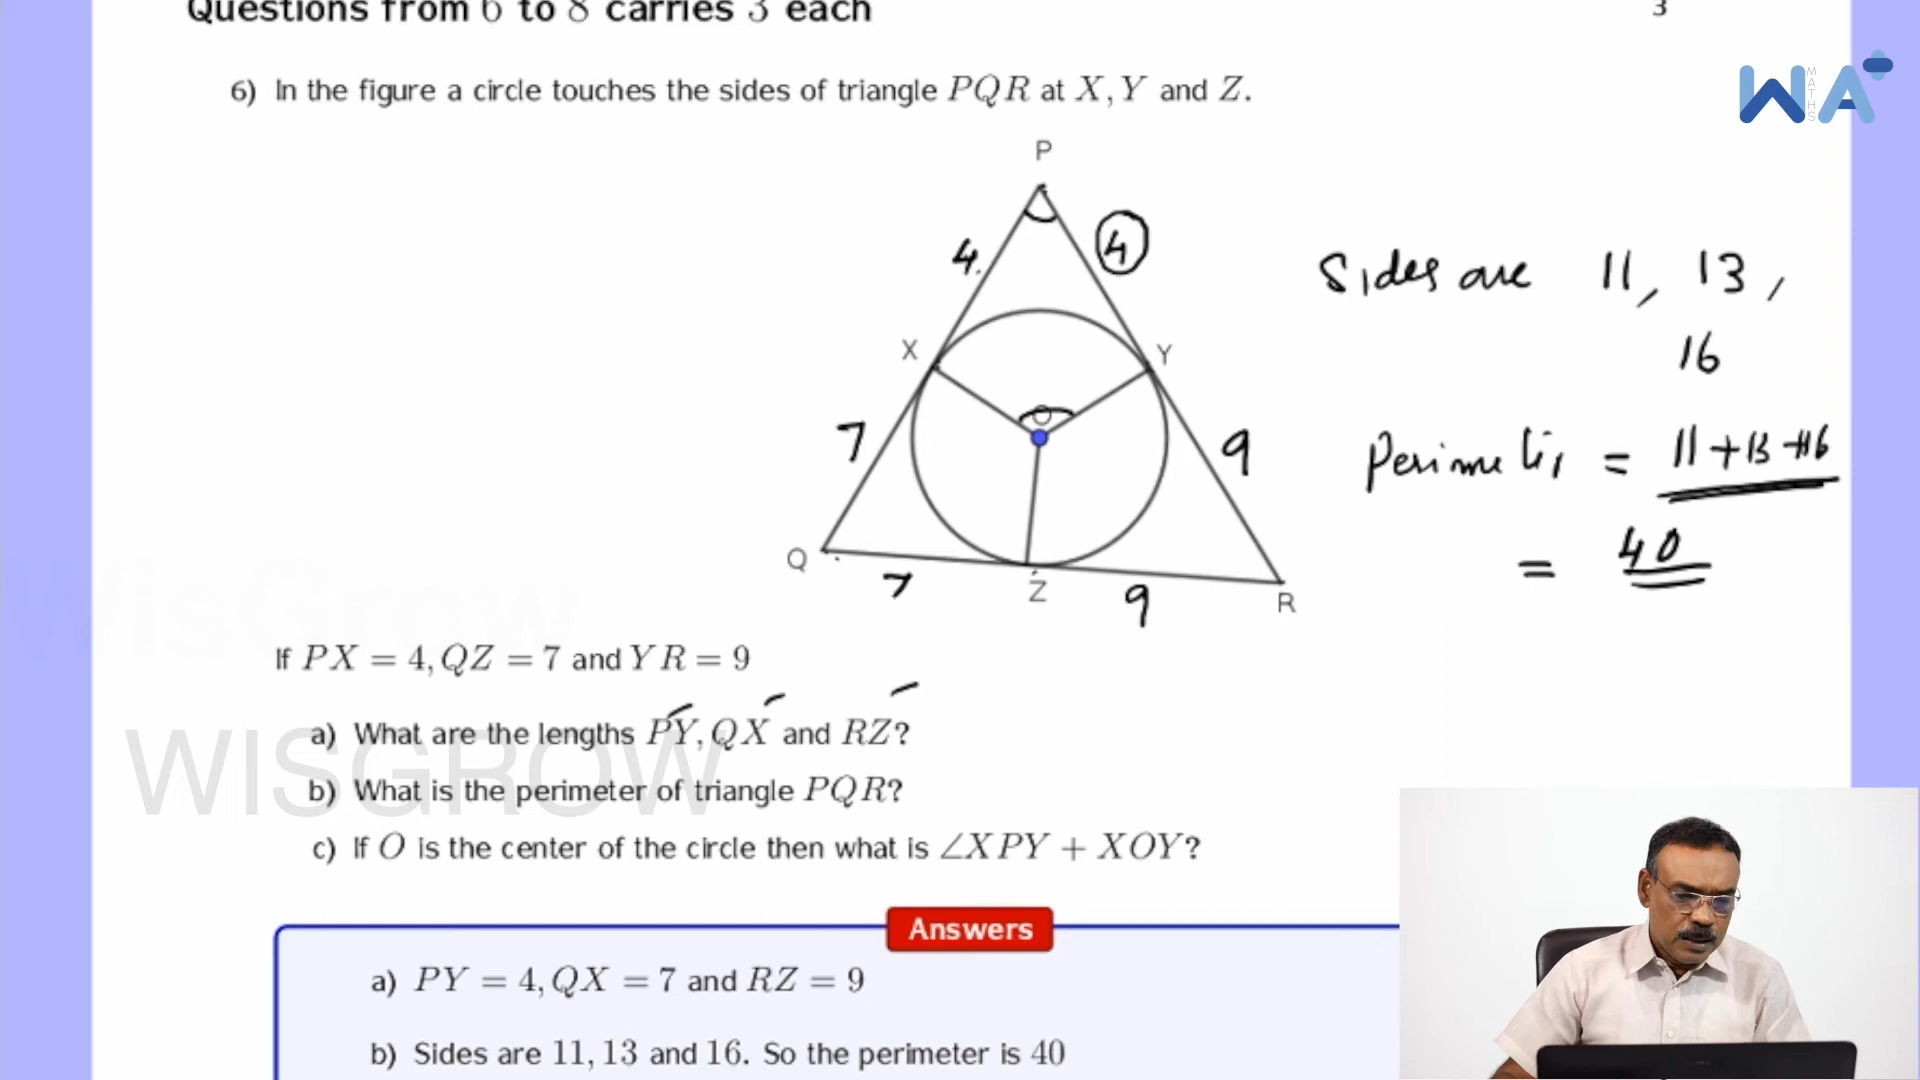 Questions from 6 to 8 carries 3 each
3
WA+
MATHS
6) In the figure a circle touches the sides of triangle PQR at X, Y and Z.
P
4
4
X
Y
O
7
9
Q
7
Z
9
R
Sides are 11, 13,
16
Perimeter = 11+13+16
= 40
If PX = 4, QZ = 7 and YR = 9
a) What are the lengths PY, QX and RZ?
b) What is the perimeter of triangle PQR?
c) If O is the center of the circle then what is ∠XPY + XOY?
WisGrow
WISGROW
Answers
a) PY = 4, QX = 7 and RZ = 9
b) Sides are 11, 13 and 16. So the perimeter is 40